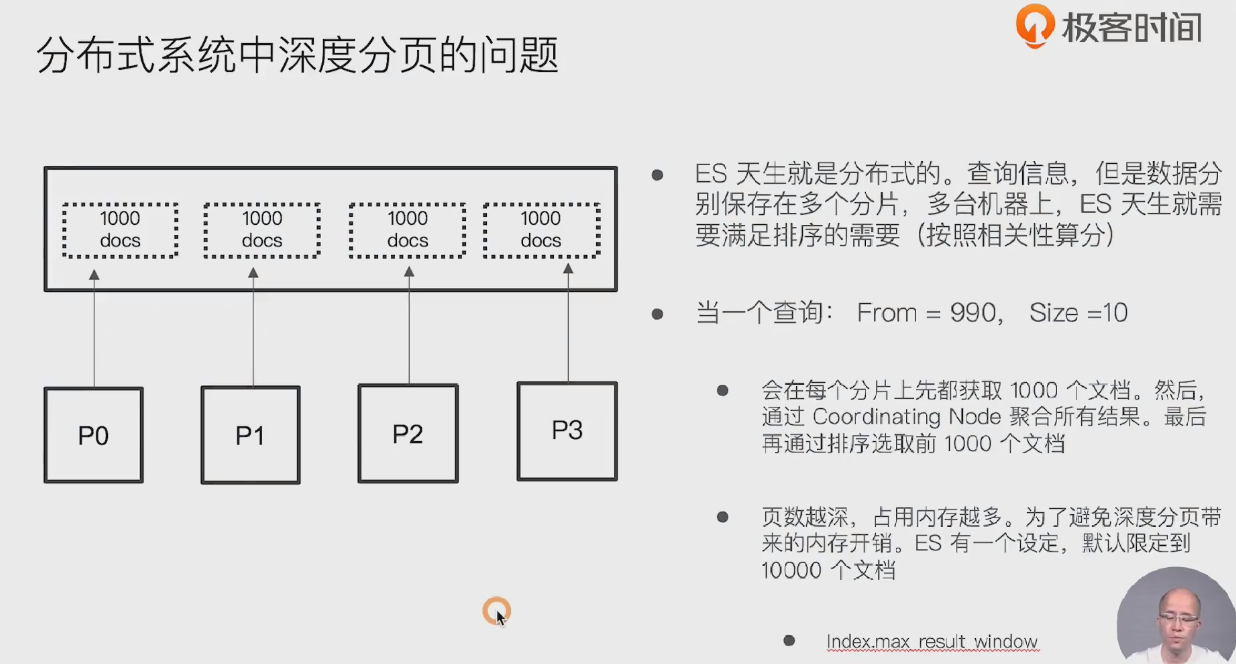 极客时间
分布式系统中深度分页的问题
1000
docs
1000
docs
1000
docs
1000
docs
P0
P1
P2
P3
ES 天生就是分布式的。查询信息，但是数据分
别保存在多个分片，多台机器上，ES 天生就需
要满足排序的需要（按照相关性算分）
当一个查询： From = 990， Size =10
会在每个分片上先都获取 1000 个文档。然后，
通过 Coordinating Node 聚合所有结果。最后
再通过排序选取前 1000 个文档
页数越深，占用内存越多。为了避免深度分页带
来的内存开销。ES 有一个设定，默认限定到
10000 个文档
Index.max_result_window